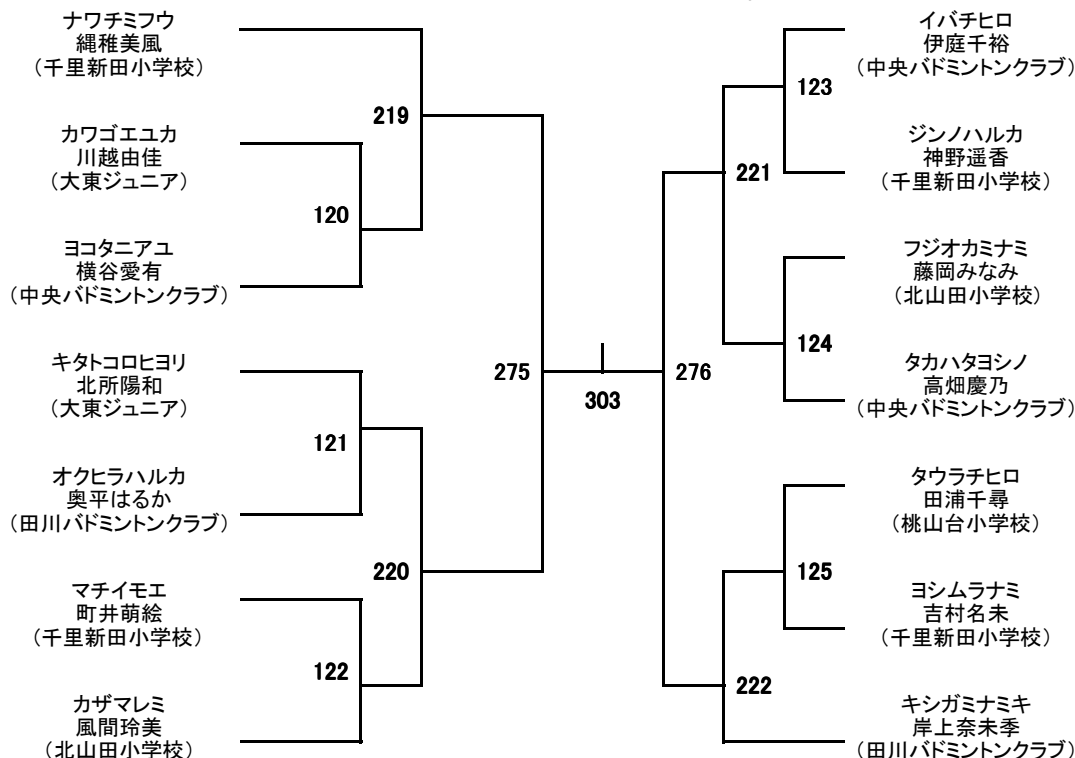 ナワチミフウ
縄稚美風
（千里新田小学校）
219
カワゴエユカ
川越由佳
（大東ジュニア）
120
ヨコタニアユ
横谷愛有
（中央バドミントンクラブ）
275
キタトコロヒヨリ
北所陽和
（大東ジュニア）
121
オクヒラハルカ
奥平はるか
（田川バドミントンクラブ）
220
マチイモエ
町井萌絵
（千里新田小学校）
122
カザマレミ
風間玲美
（北山田小学校）
303
イバチヒロ
伊庭千裕
（中央バドミントンクラブ）
123
ジンノハルカ
神野遥香
（千里新田小学校）
221
フジオカミナミ
藤岡みなみ
（北山田小学校）
124
タカハタヨシノ
高畑慶乃
（中央バドミントンクラブ）
276
タウラチヒロ
田浦千尋
（桃山台小学校）
125
ヨシムラナミ
吉村名未
（千里新田小学校）
222
キシガミナミキ
岸上奈未季
（田川バドミントンクラブ）